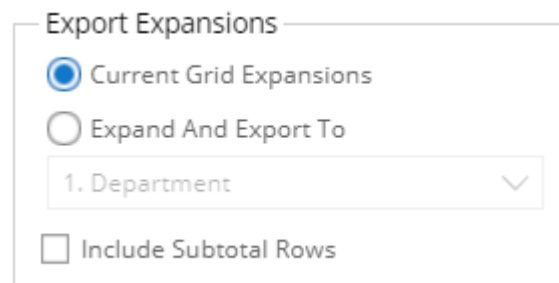 Export Expansions
Current Grid Expansions
Expand And Export To
1. Department
Include Subtotal Rows